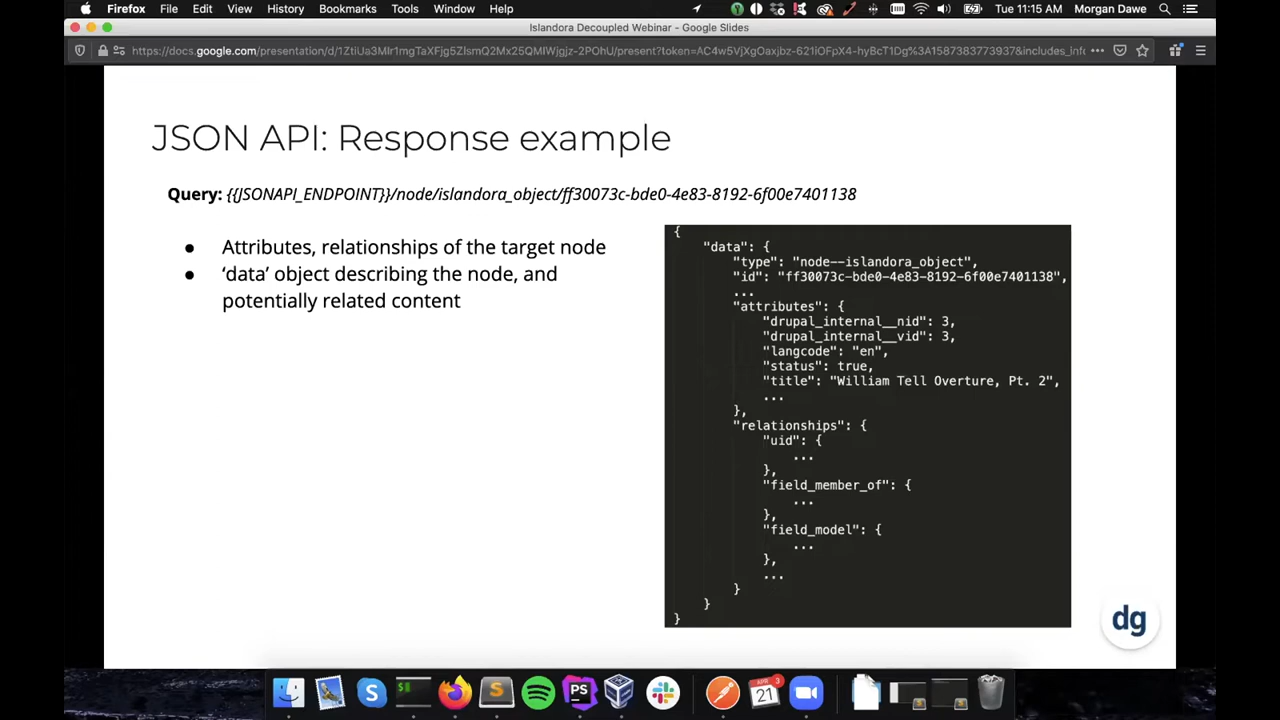 Firefox File Edit View History Bookmarks Tools Window Help Tue 11:15 AM Morgan Dawe
Islandora Decoupled Webinar - Google Slides
JSON API: Response example
Query: {{JSONAPI_ENDPOINT}}/node/islandora_object/ff30073c-bde0-4e83-8192-6f00e7401138
● Attributes, relationships of the target node
● ‘data’ object describing the node, and
potentially related content
{
"data": {
"type": "node--islandora_object",
"id": "ff30073c-bde0-4e83-8192-6f00e7401138",
...
"attributes": {
"drupal_internal__nid": 3,
"drupal_internal__vid": 3,
"langcode": "en",
"status": true,
"title": "William Tell Overture, Pt. 2",
...
},
"relationships": {
"uid": {
...
},
"field_member_of": {
...
},
"field_model": {
...
},
...
}
}
}
dg
PS
APR
21
3